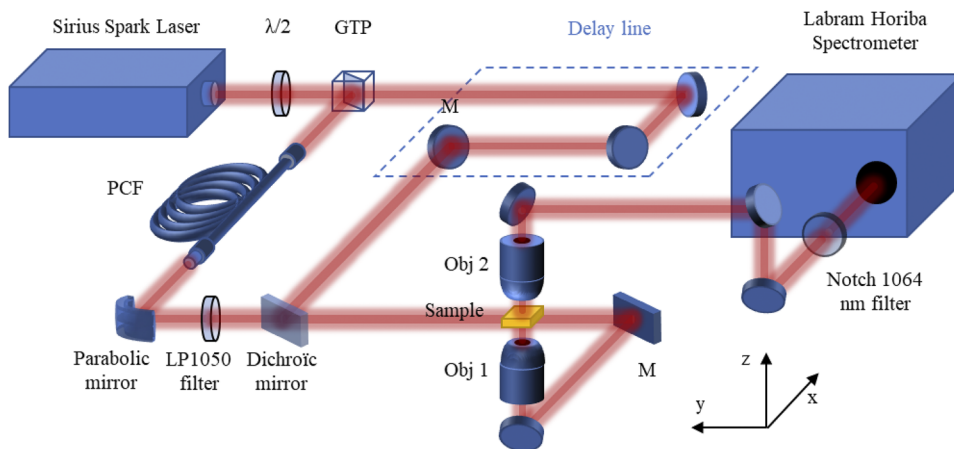 Sirius Spark Laser
λ/2
GTP
Delay line
Labram Horiba
Spectrometer
M
PCF
Obj 2
Notch 1064
nm filter
Sample
Parabolic
mirror
LP1050
filter
Dichroïc
mirror
Obj 1
M
z
y
x